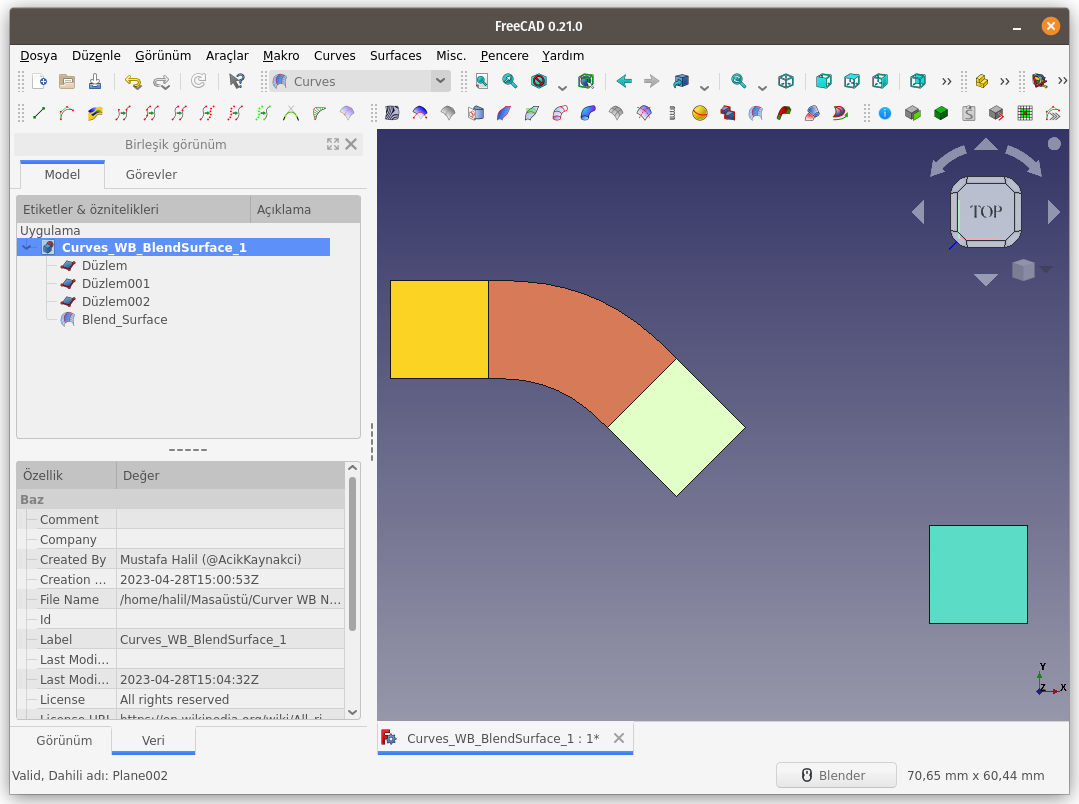 FreeCAD 0.21.0
Dosya Düzenle Görünüm Araçlar Makro Curves Surfaces Misc. Pencere Yardım
Curves
Birleşik görünüm
Model Görevler
Etiketler & öznitelikleri Açıklama
Uygulama
Curves_WB_BlendSurface_1
Düzlem
Düzlem001
Düzlem002
Blend_Surface
TOP
Özellik Değer
Baz
Comment
Company
Created By Mustafa Halil (@AcikKaynakci)
Creation ... 2023-04-28T15:00:53Z
File Name /home/halil/Masaüstü/Curver WB N...
Id
Label Curves_WB_BlendSurface_1
Last Modi...
Last Modi... 2023-04-28T15:04:32Z
License All rights reserved
License URL https://en.wikipedia.org/wiki/All_ri...
Y
Z X
Görünüm Veri
Curves_WB_BlendSurface_1 : 1*
Valid, Dahili adı: Plane002
Blender 70,65 mm x 60,44 mm